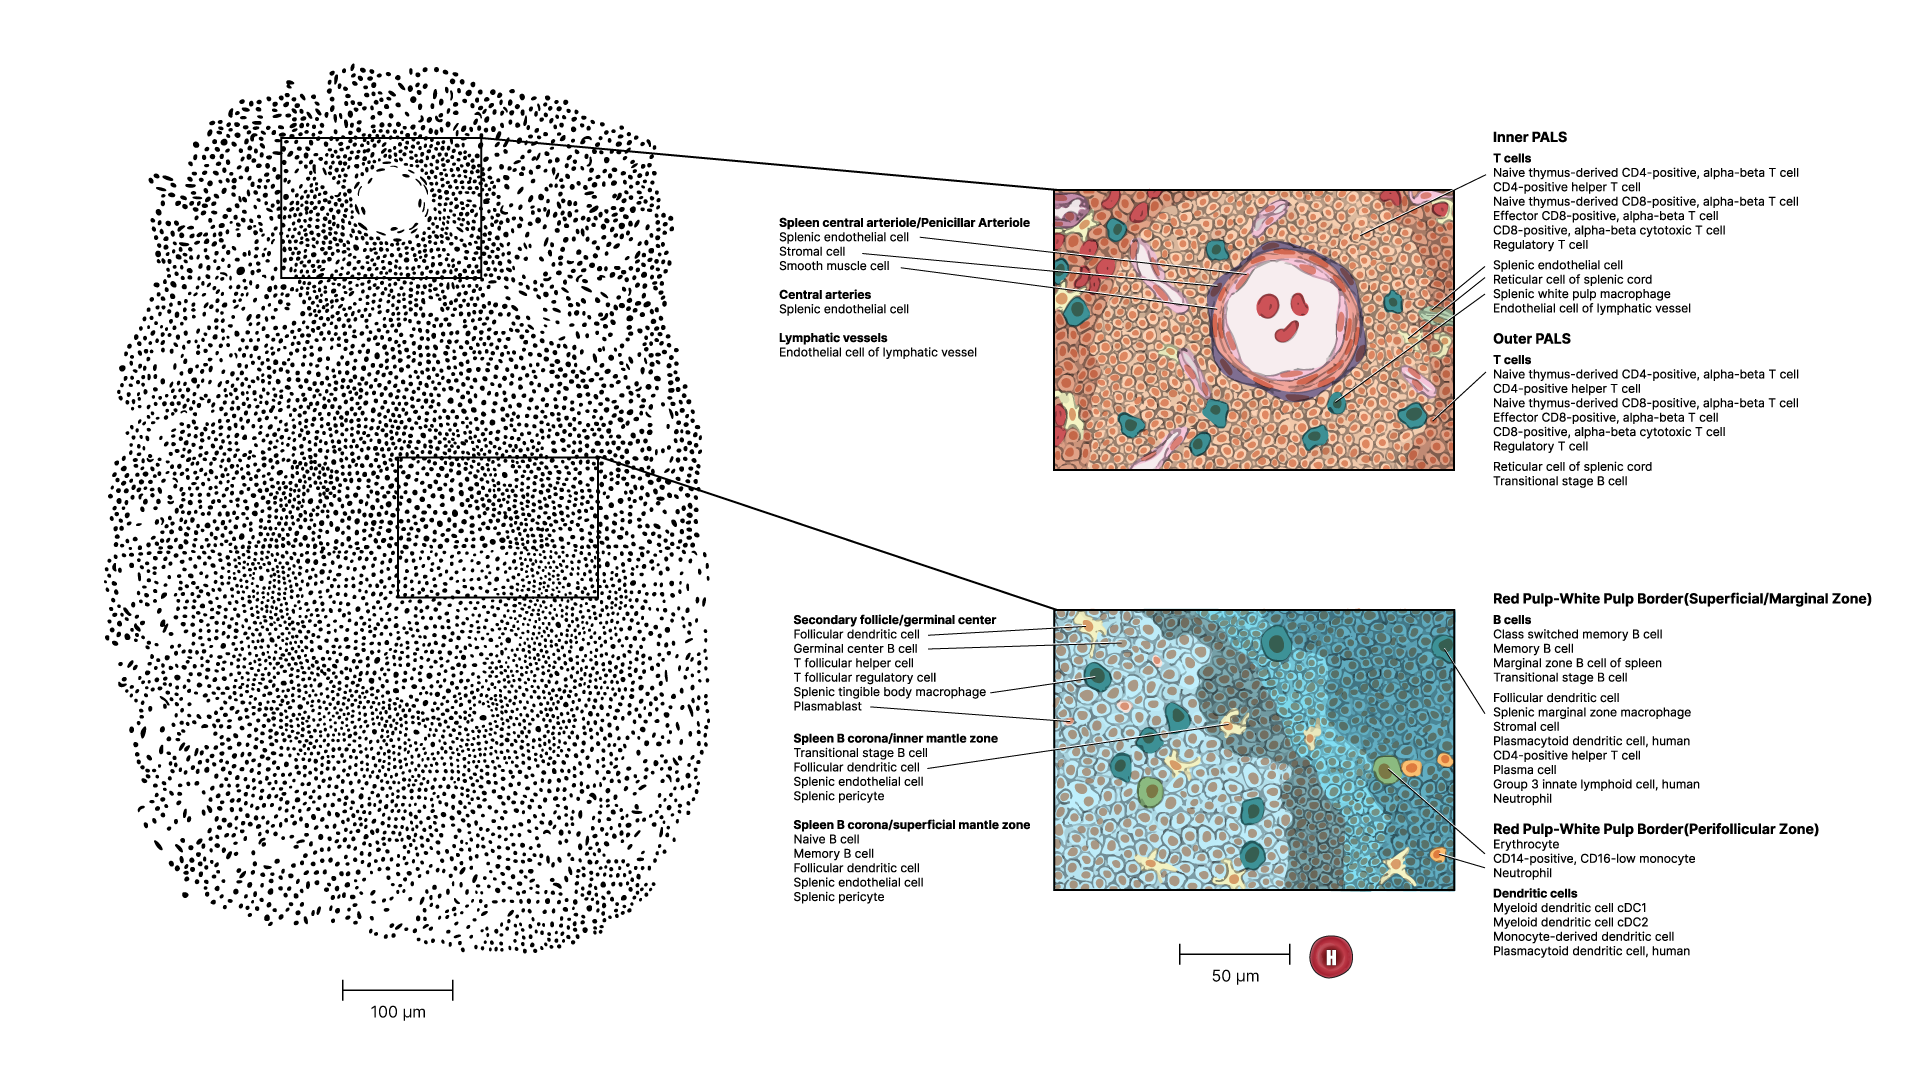 Spleen central arteriole/Penicillar Arteriole
Splenic endothelial cell
Stromal cell
Smooth muscle cell
Central arteries
Splenic endothelial cell
Lymphatic vessels
Endothelial cell of lymphatic vessel
Inner PALS
T cells
Naive thymus-derived CD4-positive, alpha-beta T cell
CD4-positive helper T cell
Naive thymus-derived CD8-positive, alpha-beta T cell
Effector CD8-positive, alpha-beta T cell
CD8-positive, alpha-beta cytotoxic T cell
Regulatory T cell
Splenic endothelial cell
Reticular cell of splenic cord
Splenic white pulp macrophage
Endothelial cell of lymphatic vessel
Outer PALS
T cells
Naive thymus-derived CD4-positive, alpha-beta T cell
CD4-positive helper T cell
Naive thymus-derived CD8-positive, alpha-beta T cell
Effector CD8-positive, alpha-beta T cell
CD8-positive, alpha-beta cytotoxic T cell
Regulatory T cell
Reticular cell of splenic cord
Transitional stage B cell
Secondary follicle/germinal center
Follicular dendritic cell
Germinal center B cell
T follicular helper cell
T follicular regulatory cell
Splenic tingible body macrophage
Plasmablast
Spleen B corona/inner mantle zone
Transitional stage B cell
Follicular dendritic cell
Splenic endothelial cell
Splenic pericyte
Spleen B corona/superficial mantle zone
Naive B cell
Memory B cell
Follicular dendritic cell
Splenic endothelial cell
Splenic pericyte
Red Pulp-White Pulp Border(Superficial/Marginal Zone)
B cells
Class switched memory B cell
Memory B cell
Marginal zone B cell of spleen
Transitional stage B cell
Follicular dendritic cell
Splenic marginal zone macrophage
Stromal cell
Plasmacytoid dendritic cell, human
CD4-positive helper T cell
Plasma cell
Group 3 innate lymphoid cell, human
Neutrophil
Red Pulp-White Pulp Border(Perifollicular Zone)
Erythrocyte
CD14-positive, CD16-low monocyte
Neutrophil
Dendritic cells
Myeloid dendritic cell cDC1
Myeloid dendritic cell cDC2
Monocyte-derived dendritic cell
Plasmacytoid dendritic cell, human
50 µm
H
100 µm